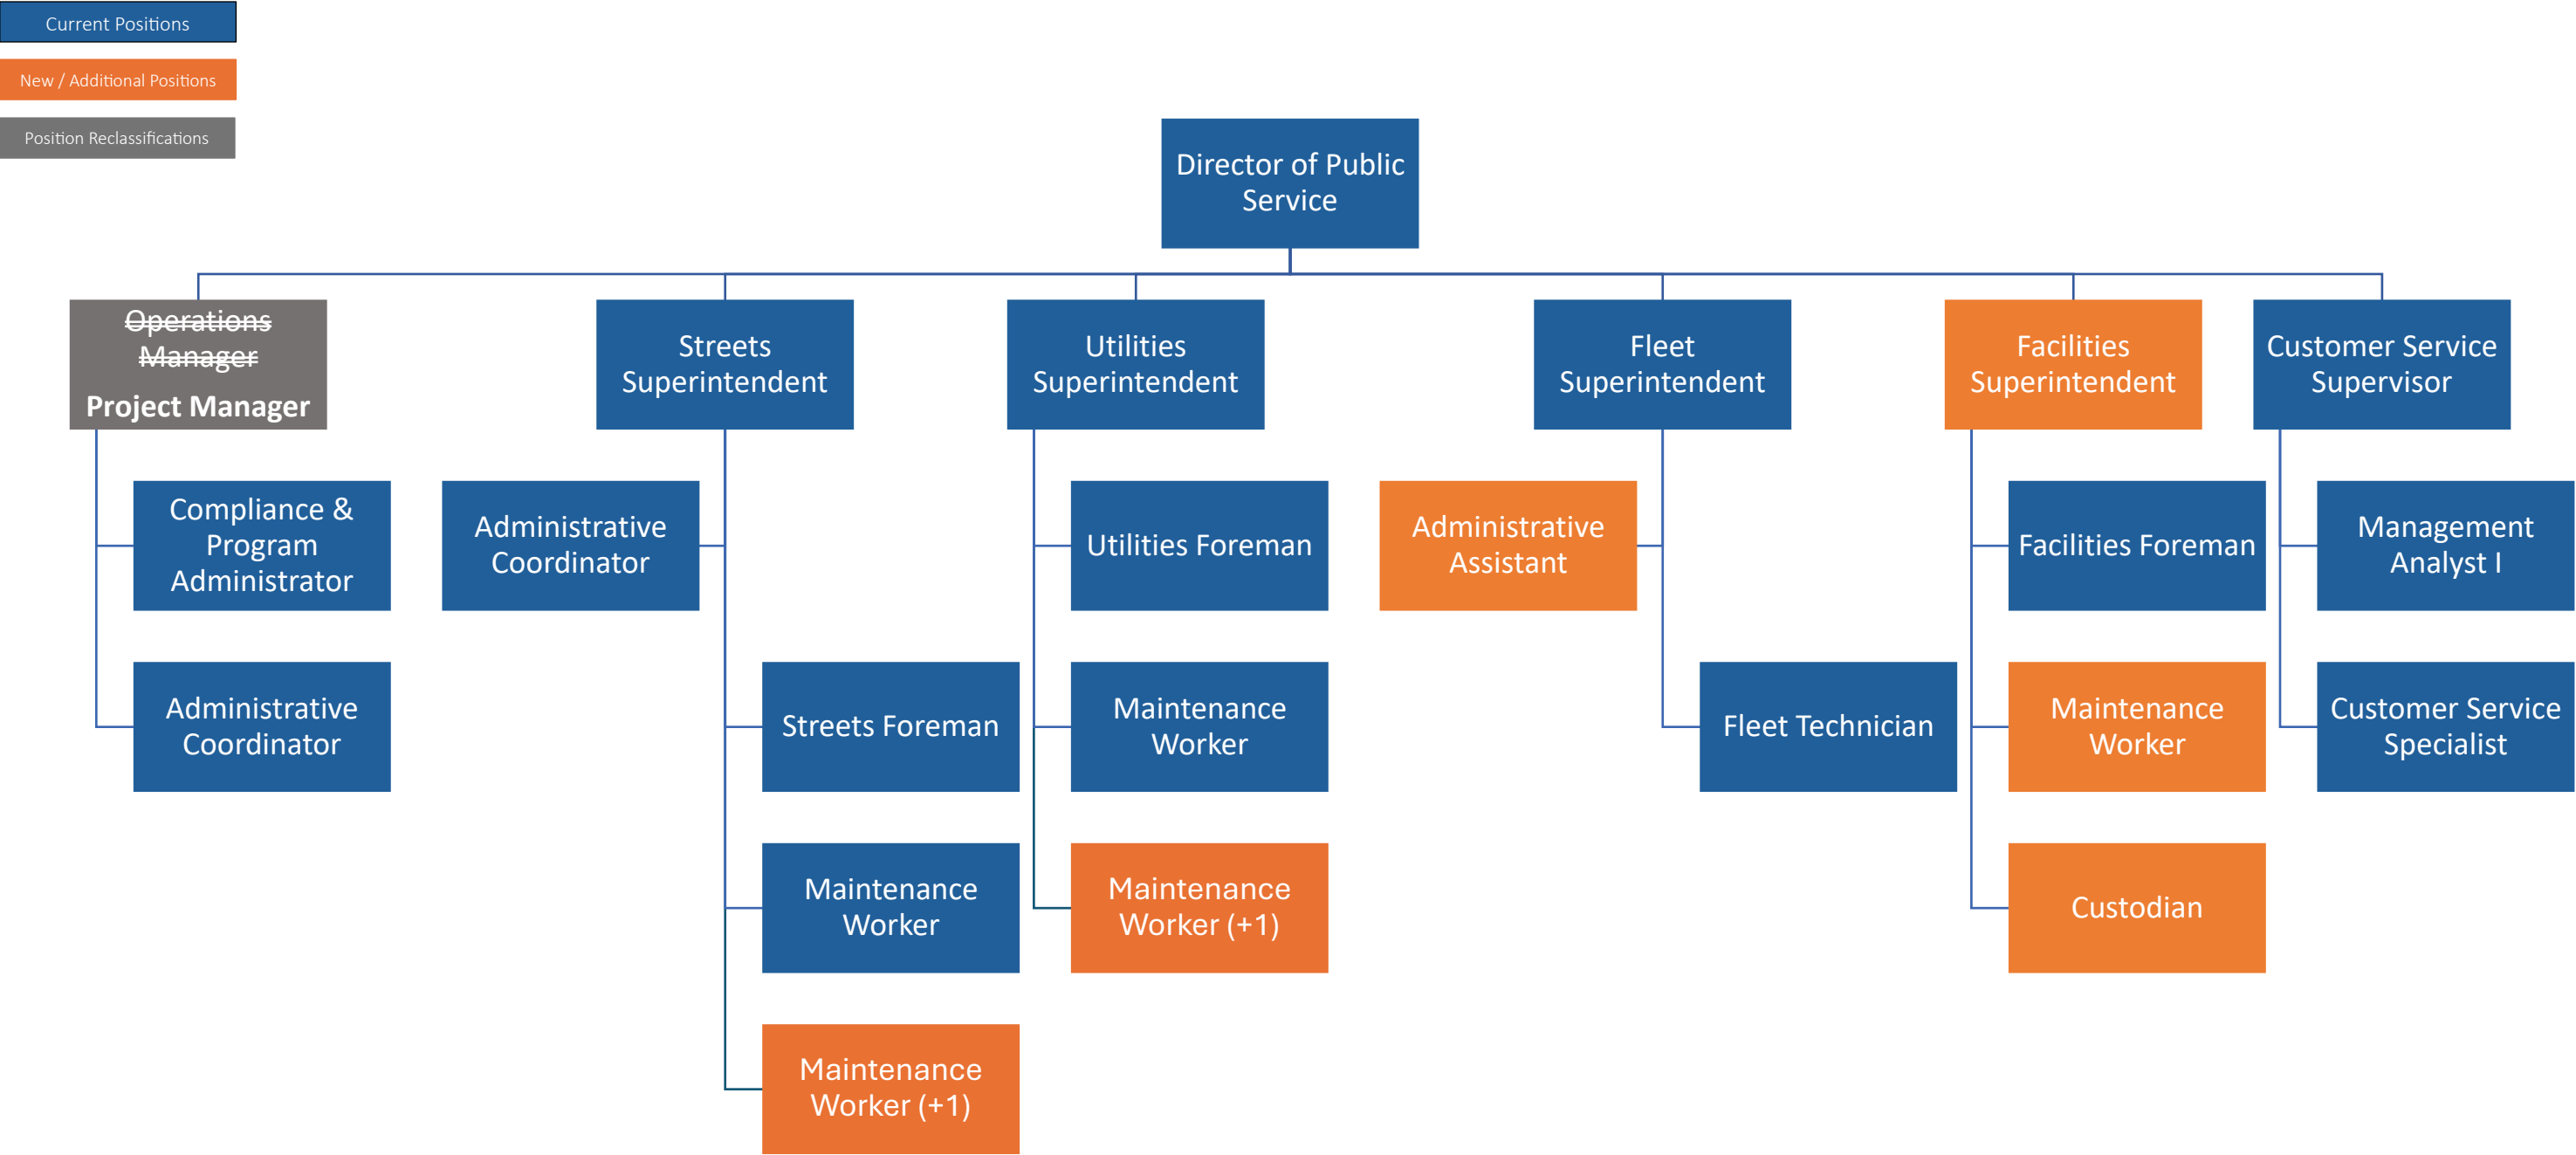 Current Positions
New / Additional Positions
Position Reclassifications
Director of Public
Service
Operations
Manager
Project Manager
Streets
Superintendent
Utilities
Superintendent
Fleet
Superintendent
Facilities
Superintendent
Customer Service
Supervisor
Compliance &
Program
Administrator
Administrative
Coordinator
Utilities Foreman
Administrative
Assistant
Facilities Foreman
Management
Analyst I
Administrative
Coordinator
Streets Foreman
Maintenance
Worker
Fleet Technician
Maintenance
Worker
Customer Service
Specialist
Maintenance
Worker
Maintenance
Worker (+1)
Custodian
Maintenance
Worker (+1)